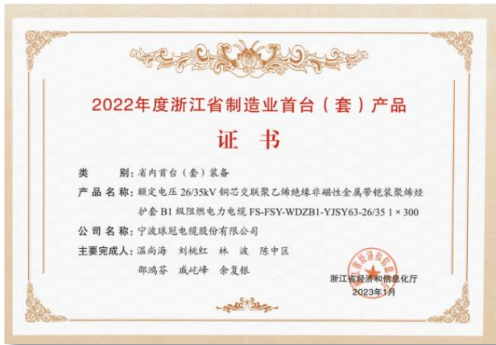 2022年度浙江省制造业首台（套）产品
证书
类别：省内首台（套）装备
产品名称：额定电压26/35kV铜芯交联聚乙烯绝缘非磁性金属带铠装聚烯烃
护套B1级阻燃电力电缆FS-FSY-WDZB1-YJSY63-26/35 1×300
公司名称：宁波球冠电缆股份有限公司
主要完成人：温尚海 刘桃红 林波 陈中区
邵鸿芬 戚屹峰 余复银
浙江省经济和信息化厅
2023年1月